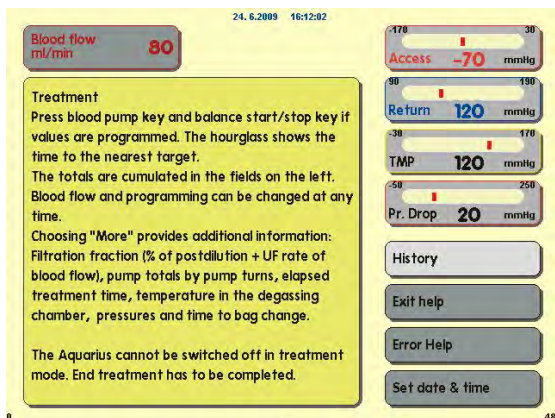 24. 6.2009 16:12:02
Blood flow
ml/min 80
Treatment
Press blood pump key and balance start/stop key if
values are programmed. The hourglass shows the
time to the nearest target.
The totals are cumulated in the fields on the left.
Blood flow and programming can be changed at any
time.
Choosing "More" provides additional information:
Filtration fraction (% of postdilution + UF rate of
blood flow), pump totals by pump turns, elapsed
treatment time, temperature in the degassing
chamber, pressures and time to bag change.
The Aquarius cannot be switched off in treatment
mode. End treatment has to be completed.
-170 30
Access -70 mmHg
90 190
Return 120 mmHg
-30 170
TMP 120 mmHg
-50 250
Pr. Drop 20 mmHg
History
Exit help
Error Help
Set date & time